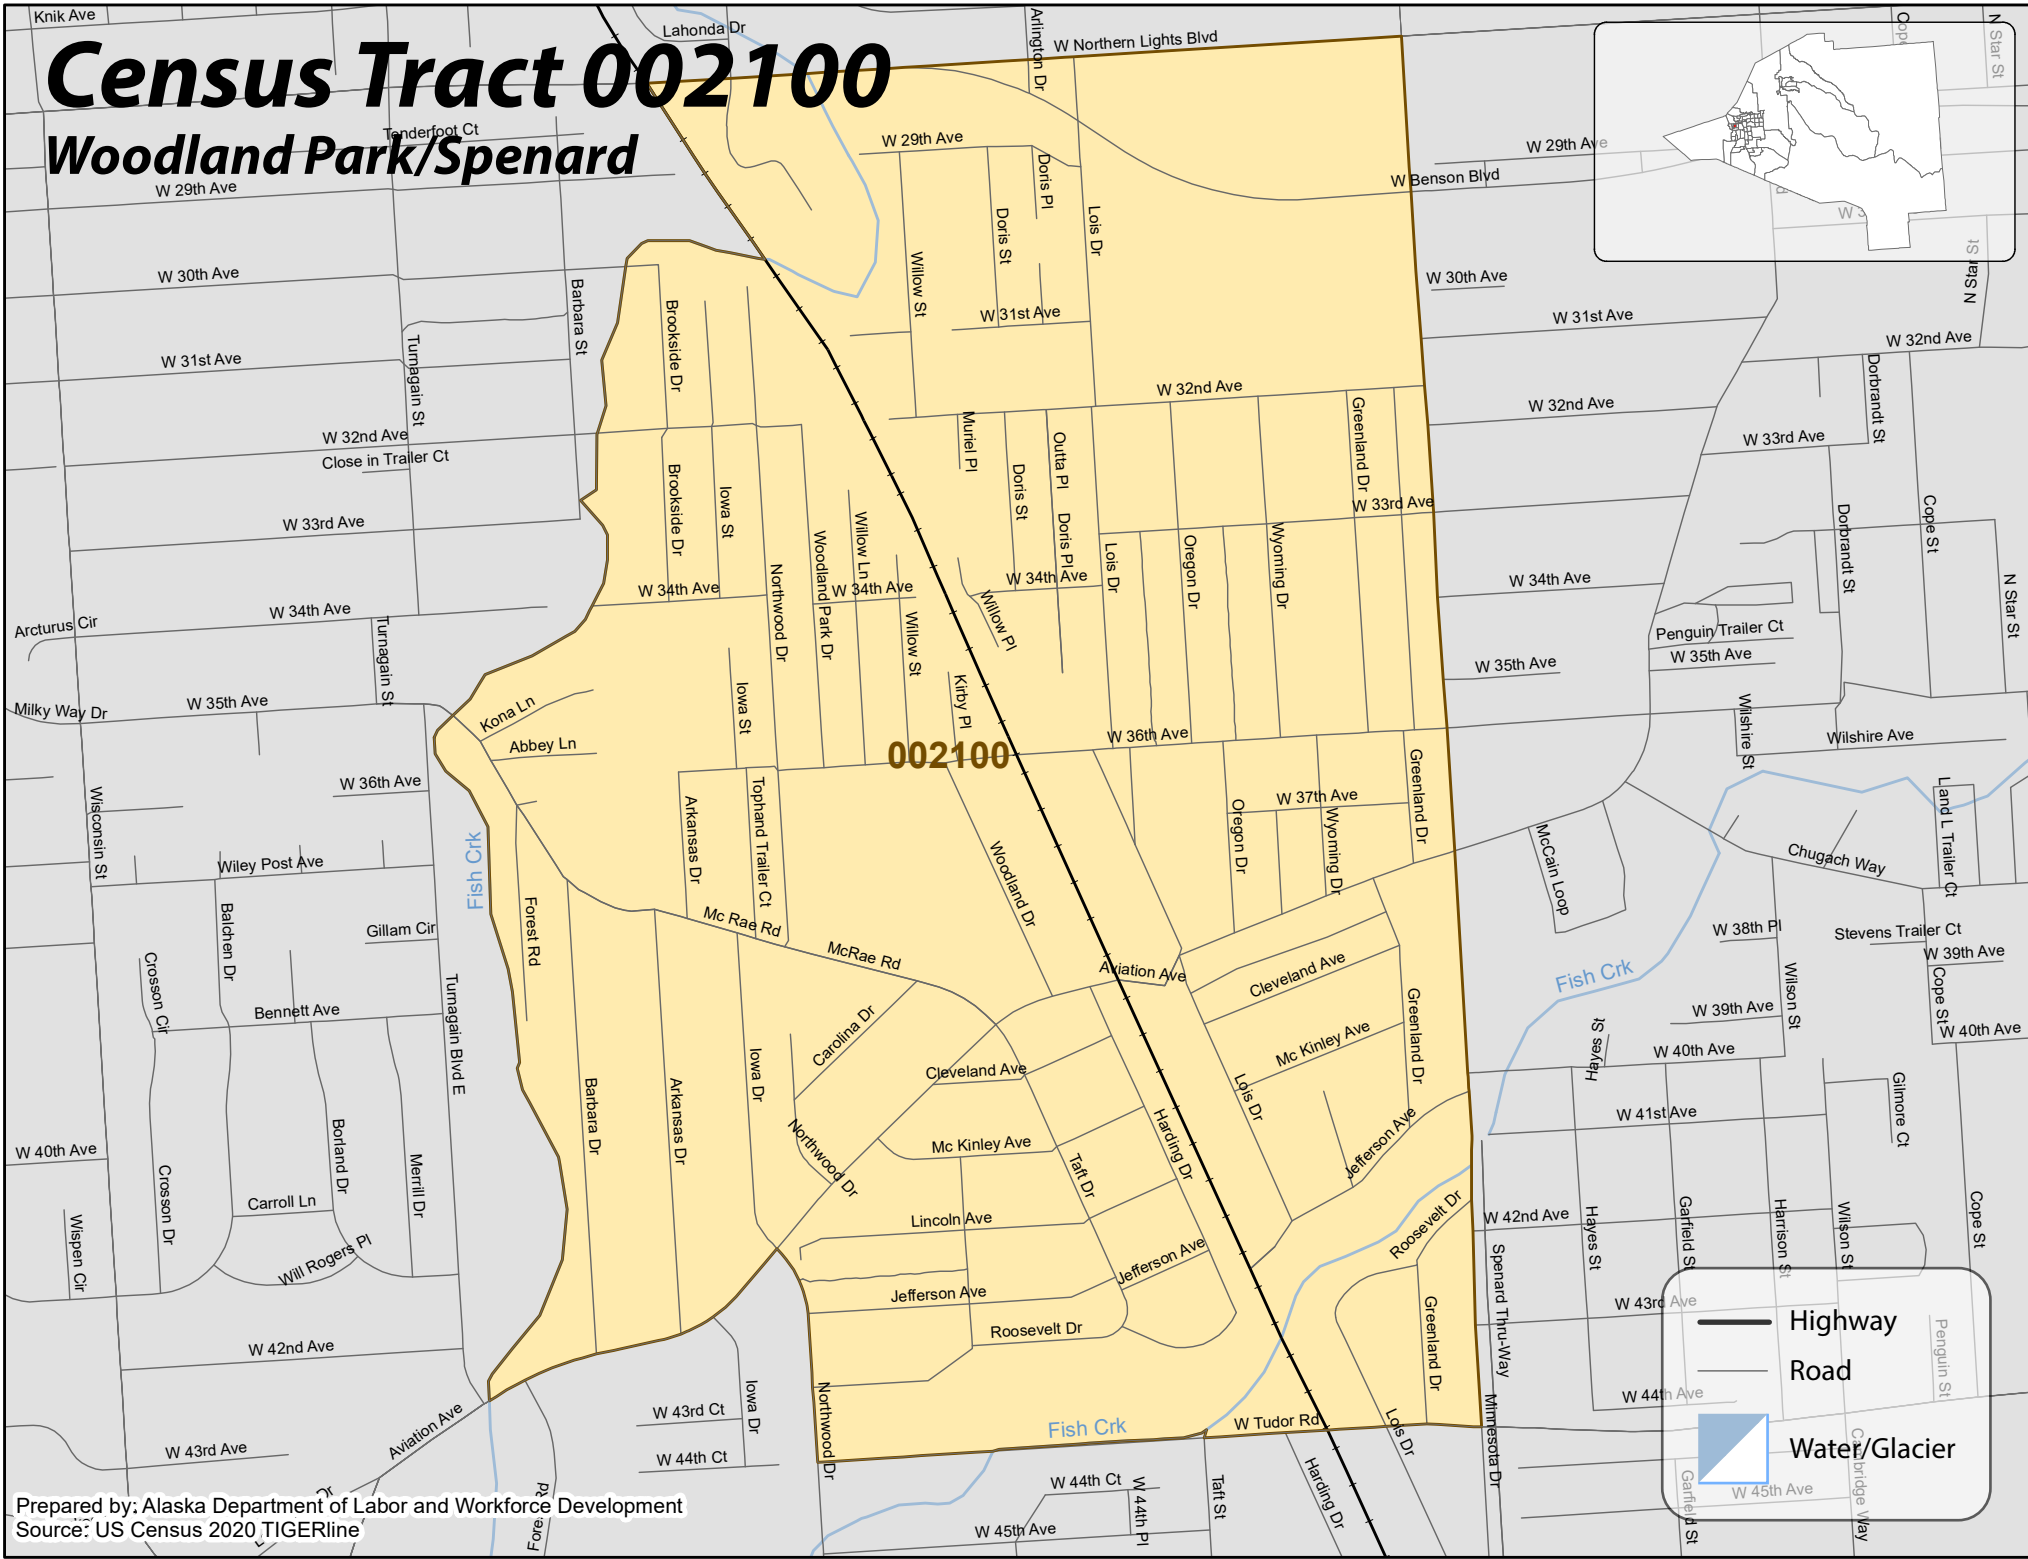 Census Tract 002100
Woodland Park/Spenard
Knik Ave
Lahonda Dr
Arlington Dr
W Northern Lights Blvd
N Star St
Tenderfoot Ct
W 29th Ave
W 29th Ave
W 29th Ave
W Benson Blvd
Doris Pl
Doris St
Lois Dr
Willow St
W 30th Ave
W 30th Ave
N Star St
Barbara St
Brookside Dr
Turnagain St
W 31st Ave
W 31st Ave
W 31st Ave
W 32nd Ave
W 32nd Ave
W 32nd Ave
W 32nd Ave
Close in Trailer Ct
Dorbrandt St
W 33rd Ave
W 33rd Ave
W 33rd Ave
Muriel Pl
Outta Pl
Doris St
Doris Pl
Greenland Dr
Brookside Dr
Iowa St
Willow Ln
Woodland Park Dr
Northwood Dr
Lois Dr
Oregon Dr
Wyoming Dr
Dorbrandt St
Cope St
N Star St
W 34th Ave
W 34th Ave
W 34th Ave
W 34th Ave
W 34th Ave
Arcturus Cir
Turnagain St
Willow St
Willow Pl
Kirby Pl
Penguin Trailer Ct
W 35th Ave
W 35th Ave
W 35th Ave
Milky Way Dr
Kona Ln
Abbey Ln
Iowa St
002100
W 36th Ave
W 36th Ave
Wilshire St
Wilshire Ave
Wisconsin St
Fish Crk
Arkansas Dr
Tophand Trailer Ct
Woodland Dr
W 37th Ave
Oregon Dr
Wyoming Dr
Greenland Dr
McCain Loop
Chugach Way
Land L Trailer Ct
Wiley Post Ave
Balchen Dr
Gillam Cir
Forest Rd
Mc Rae Rd
McRae Rd
Aviation Ave
Cleveland Ave
W 38th Pl
Stevens Trailer Ct
W 39th Ave
Fish Crk
Wilson St
Cope St
Crosson Cir
Bennett Ave
Turnagain Blvd E
Carolina Dr
Iowa Dr
Greenland Dr
Mc Kinley Ave
W 39th Ave
Hayes St
W 40th Ave
W 40th Ave
Cleveland Ave
Barbara Dr
Arkansas Dr
Lois Dr
Harding Dr
W 41st Ave
Gilmore Ct
W 40th Ave
Borland Dr
Merrill Dr
Crosson Dr
Northwood Dr
Mc Kinley Ave
Taft Dr
Jefferson Ave
Carroll Ln
Wispen Cir
Will Rogers Pl
Lincoln Ave
Jefferson Ave
Roosevelt Dr
W 42nd Ave
Hayes St
Garfield St
Harrison St
Wilson St
Cope St
Spenard Thru-Way
Jefferson Ave
Roosevelt Dr
Greenland Dr
W 43rd Ave
Penguin St
W 42nd Ave
W 44th Ave
Minnesota Dr
W 43rd Ct
Iowa Dr
Northwood Dr
Fish Crk
W Tudor Rd
Lois Dr
Aviation Ave
W 43rd Ave
W 44th Ct
W 44th Ct
W 44th Pl
Taft St
Harding Dr
W 45th Ave
W 45th Ave
Garfield St
Cambridge Way
Highway
Road
Water/Glacier
Prepared by: Alaska Department of Labor and Workforce Development
Source: US Census 2020 TIGERline